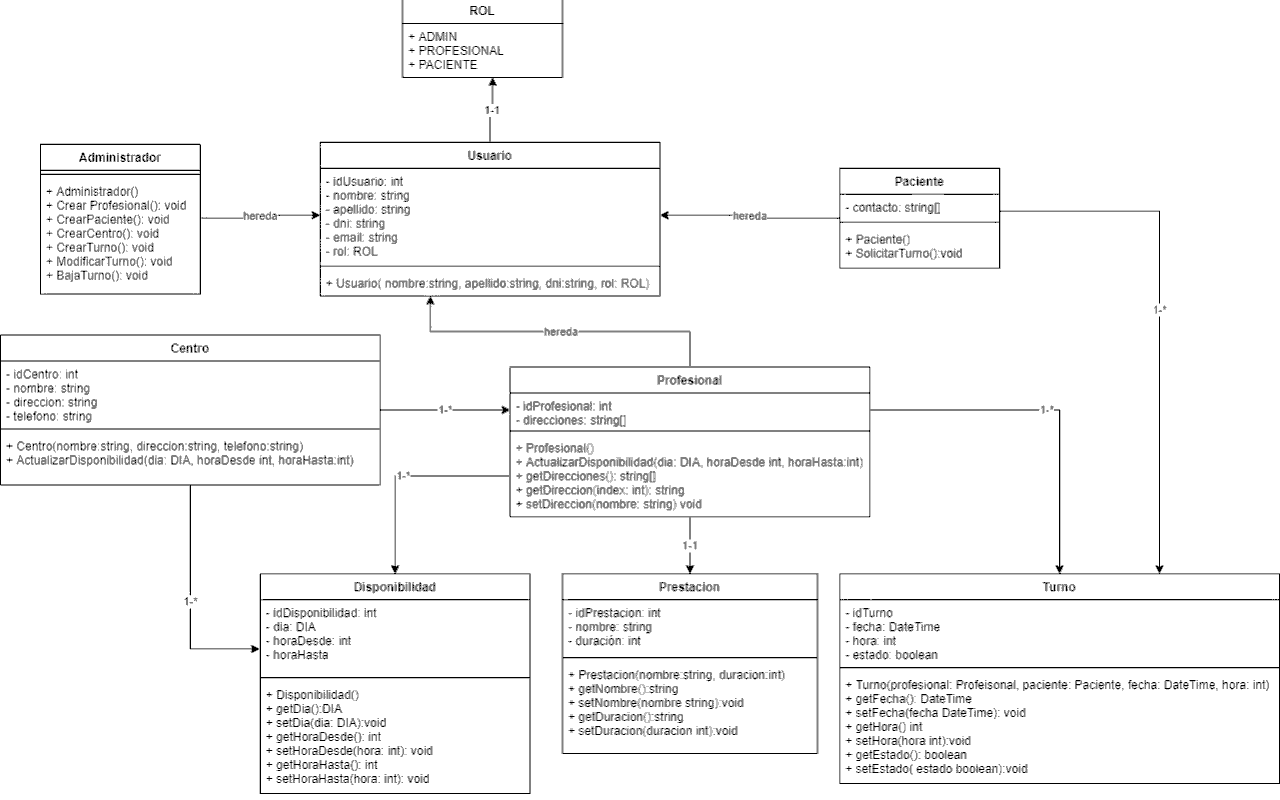 ROL
+ ADMIN
+ PROFESIONAL
+ PACIENTE
1-1
Administrador
+ Administrador()
+ Crear Profesional(): void
+ CrearPaciente(): void
+ CrearCentro(): void
+ CrearTurno(): void
+ ModificarTurno(): void
+ BajaTurno(): void
hereda
Usuario
- idUsuario: int
- nombre: string
- apellido: string
- dni: string
- email: string
- rol: ROL
+ Usuario( nombre:string, apellido:string, dni:string, rol: ROL)
hereda
Paciente
- contacto: string[]
+ Paciente()
+ SolicitarTurno():void
1-*
hereda
Centro
- idCentro: int
- nombre: string
- direccion: string
- telefono: string
+ Centro(nombre:string, direccion:string, telefono:string)
+ ActualizarDisponibilidad(dia: DIA, horaDesde int, horaHasta:int)
1-*
Profesional
- idProfesional: int
- direcciones: string[]
+ Profesional()
+ ActualizarDisponibilidad(dia: DIA, horaDesde int, horaHasta:int)
+ getDirecciones(): string[]
+ getDireccion(index: int): string
+ setDireccion(nombre: string) void
1-*
1-*
1-1
1-*
Disponibilidad
- idDisponibilidad: int
- dia: DIA
- horaDesde: int
- horaHasta
+ Disponibilidad()
+ getDia():DIA
+ setDia(dia: DIA):void
+ getHoraDesde(): int
+ setHoraDesde(hora: int): void
+ getHoraHasta(): int
+ setHoraHasta(hora: int): void
Prestacion
- idPrestacion: int
- nombre: string
- duración: int
+ Prestacion(nombre:string, duracion:int)
+ getNombre():string
+ setNombre(nombre string):void
+ getDuracion():string
+ setDuracion(duracion int):void
Turno
- idTurno
- fecha: DateTime
- hora: int
- estado: boolean
+ Turno(profesional: Profeisonal, paciente: Paciente, fecha: DateTime, hora: int)
+ getFecha(): DateTime
+ setFecha(fecha DateTime): void
+ getHora() int
+ setHora(hora int):void
+ getEstado(): boolean
+ setEstado( estado boolean):void